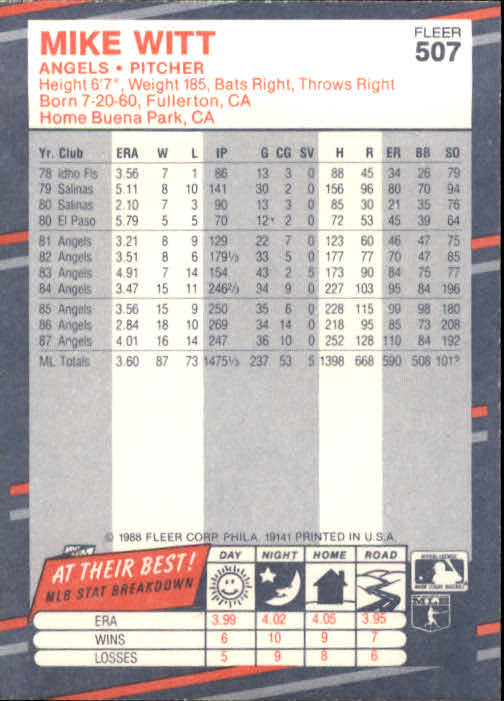 MIKE WITT
FLEER
507
ANGELS • PITCHER
Height 6'7", Weight 185, Bats Right, Throws Right
Born 7-20-60, Fullerton, CA
Home Buena Park, CA
Yr. Club ERA W L IP G CG SV H R ER BB SO
78 Idho Fls 3.56 7 1 86 13 3 0 88 45 34 26 79
79 Salinas 5.11 8 10 141 30 2 0 156 96 80 70 94
80 Salinas 2.10 7 3 90 13 3 0 85 30 21 35 76
80 El Paso 5.79 5 5 70 12 2 0 72 53 45 39 64
81 Angels 3.21 8 9 129 22 7 0 123 60 46 47 75
82 Angels 3.51 8 6 179⅓ 33 5 0 177 77 70 47 85
83 Angels 4.91 7 14 154 43 2 5 173 90 84 75 77
84 Angels 3.47 15 11 246⅔ 34 9 0 227 103 95 84 196
85 Angels 3.56 15 9 250 35 6 0 228 115 99 98 180
86 Angels 2.84 18 10 269 34 14 0 218 95 85 73 208
87 Angels 4.01 16 14 247 36 10 0 252 128 110 84 192
ML Totals 3.60 87 73 1475⅓ 237 53 5 1398 668 590 508
© 1988 FLEER CORP. PHILA. 19141 PRINTED IN U.S.A.
AT THEIR BEST!
MLB STAT BREAKDOWN
DAY NIGHT HOME ROAD
ERA 3.99 4.02 4.05 3.95
WINS 6 10 9 7
LOSSES 5 9 8 6